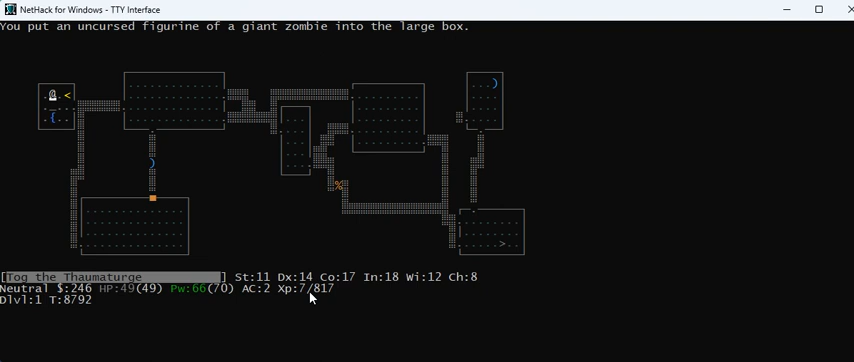 NetHack for Windows - TTY Interface
You put an uncursed figurine of a giant zombie into the large box.
[Tog the Thaumaturge ] St:11 Dx:14 Co:17 In:18 Wi:12 Ch:8
Neutral $:246 HP:49(49) Pw:66(70) AC:2 Xp:7/817
Dlvl:1 T:8792